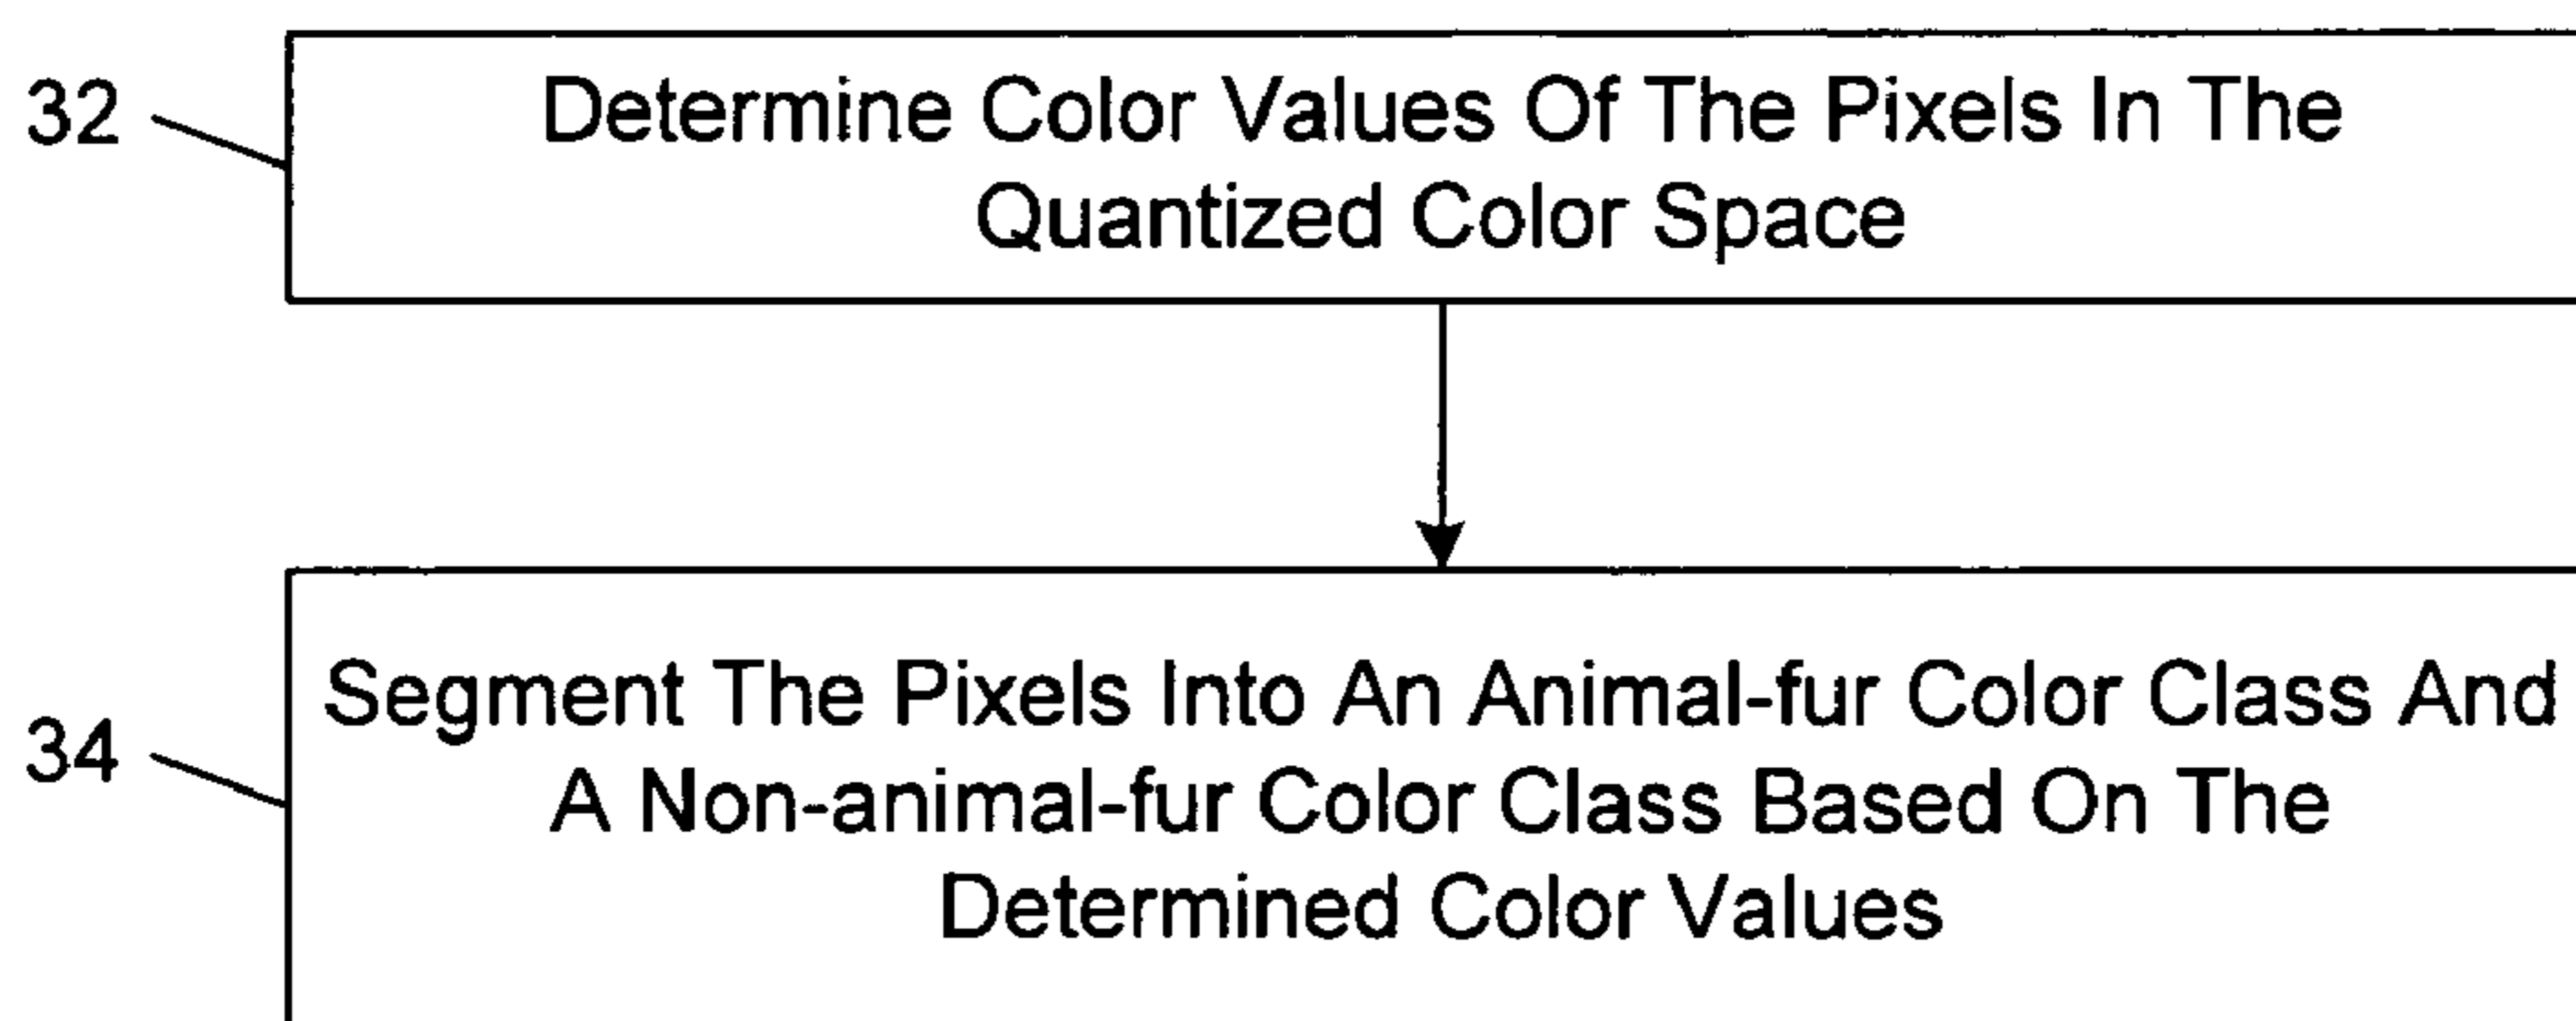 32
Determine Color Values Of The Pixels In The
Quantized Color Space
34
Segment The Pixels Into An Animal-fur Color Class And
A Non-animal-fur Color Class Based On The
Determined Color Values